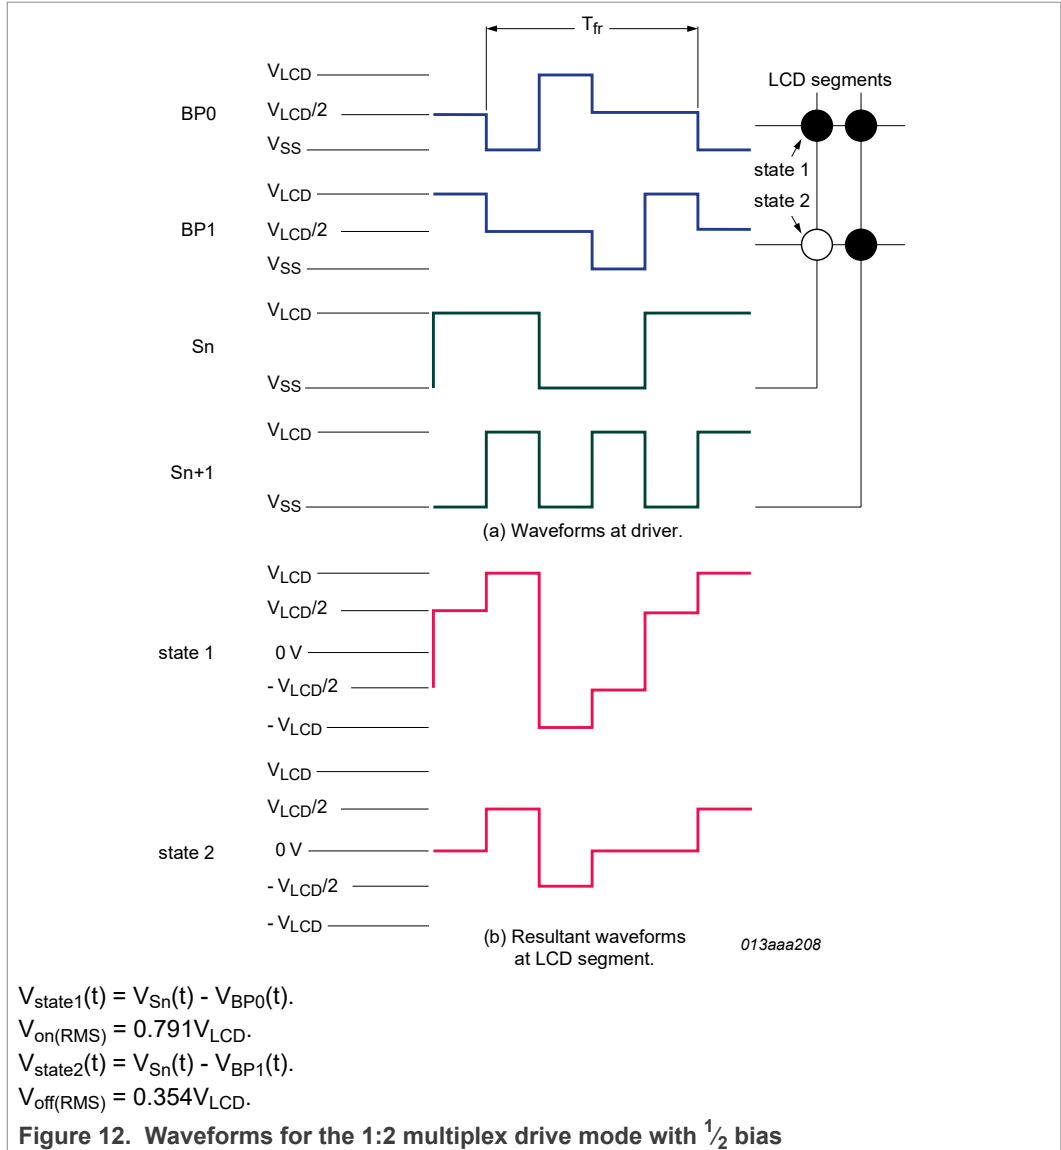 Tfr
VLCD
VLCD/2
VSS
BP0
LCD segments
state 1
state 2
VLCD
VLCD/2
VSS
BP1
VLCD
VSS
Sn
VLCD
VSS
Sn+1
(a) Waveforms at driver.
VLCD
VLCD/2
0 V
- VLCD/2
- VLCD
state 1
VLCD
VLCD/2
0 V
- VLCD/2
- VLCD
state 2
(b) Resultant waveforms
at LCD segment.
013aaa208
Vstate1(t) = VSn(t) - VBP0(t).
Von(RMS) = 0.791VLCD.
Vstate2(t) = VSn(t) - VBP1(t).
Voff(RMS) = 0.354VLCD.
Figure 12. Waveforms for the 1:2 multiplex drive mode with 1/2 bias